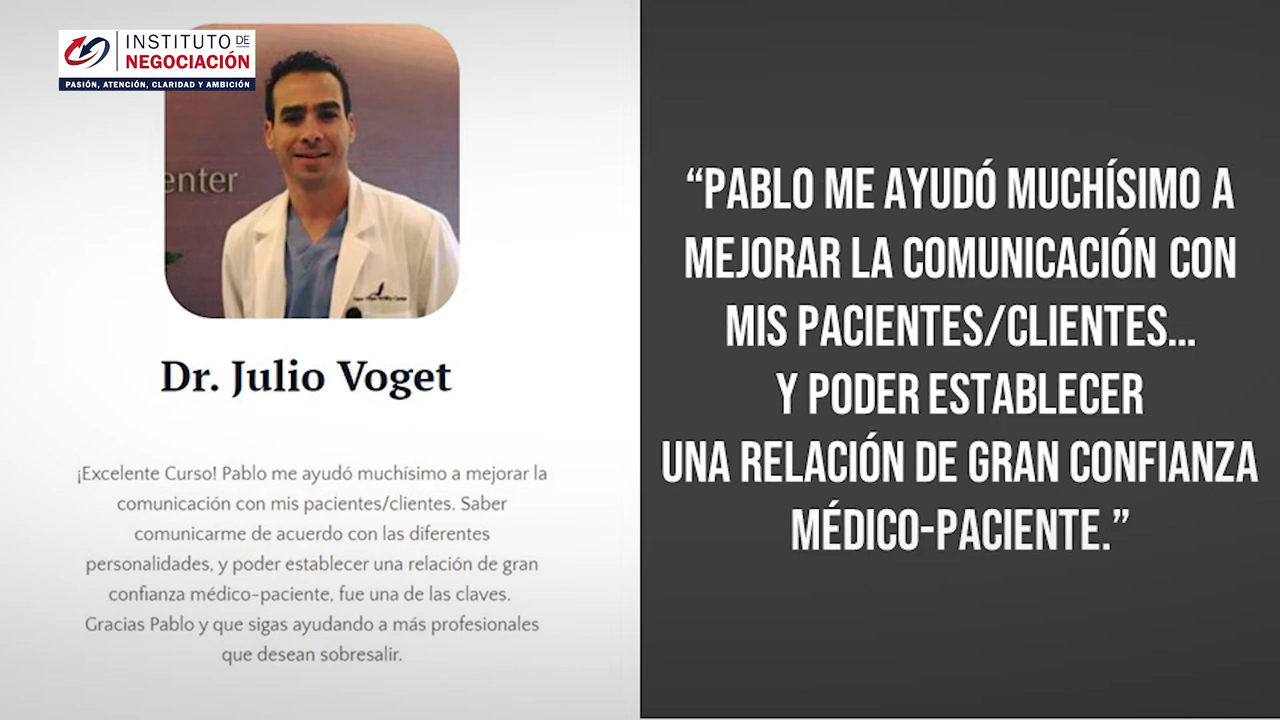 INSTITUTO DE
NEGOCIACIÓN
PASIÓN, ATENCIÓN, CLARIDAD Y AMBICIÓN
enter
Dr. Julio Voget
¡Excelente Curso! Pablo me ayudó muchísimo a mejorar la
comunicación con mis pacientes/clientes. Saber
comunicarme de acuerdo con las diferentes
personalidades, y poder establecer una relación de gran
confianza médico-paciente, fue una de las claves.
Gracias Pablo y que sigas ayudando a más profesionales
que desean sobresalir.
“PABLO ME AYUDÓ MUCHÍSIMO A
MEJORAR LA COMUNICACIÓN CON
MIS PACIENTES/CLIENTES...
Y PODER ESTABLECER
UNA RELACIÓN DE GRAN CONFIANZA
MÉDICO-PACIENTE.”